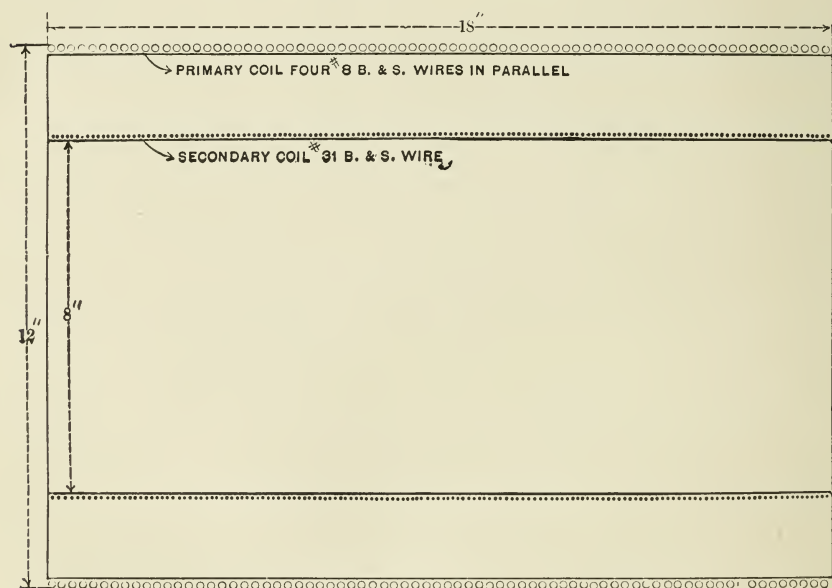 18"
PRIMARY COIL FOUR #8 B. & S. WIRES IN PARALLEL
SECONDARY COIL #31 B. & S. WIRE
8"
12"